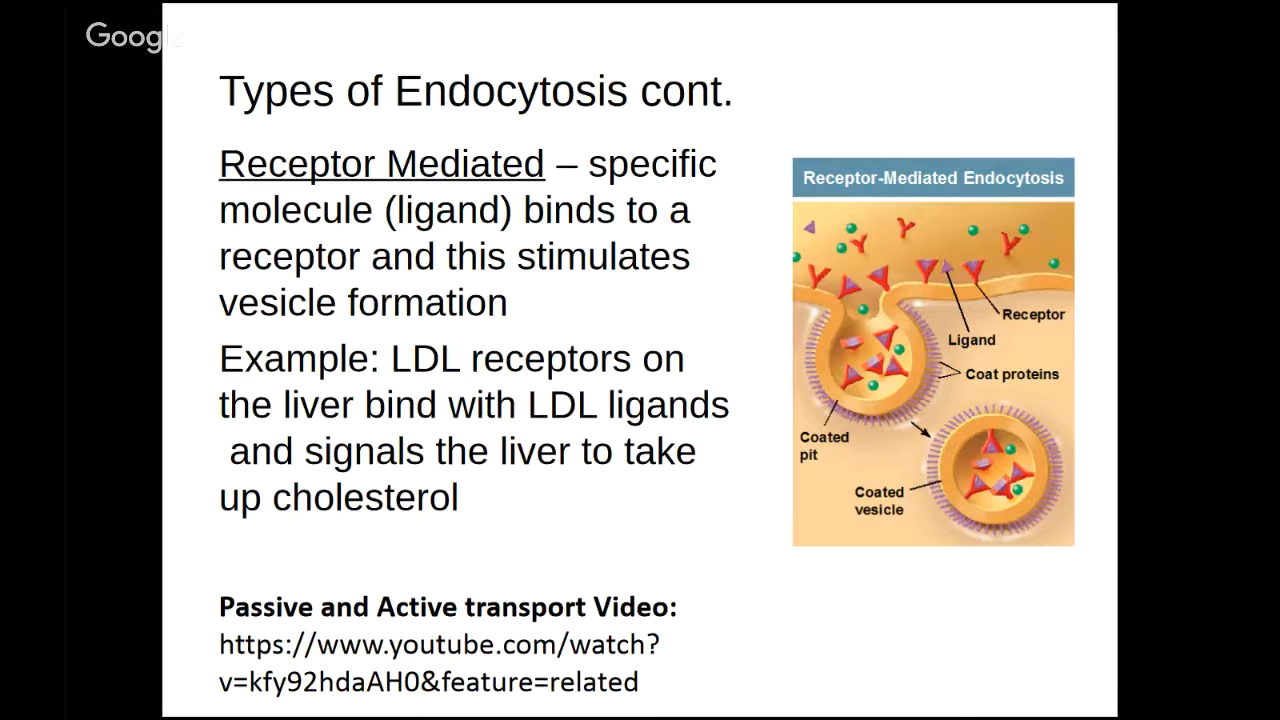 Google
Types of Endocytosis cont.
Receptor Mediated – specific
molecule (ligand) binds to a
receptor and this stimulates
vesicle formation
Example: LDL receptors on
the liver bind with LDL ligands
and signals the liver to take
up cholesterol
Receptor-Mediated Endocytosis
Receptor
Ligand
Coat proteins
Coated
pit
Coated
vesicle
Passive and Active transport Video:
https://www.youtube.com/watch?
v=kfy92hdaAH0&feature=related